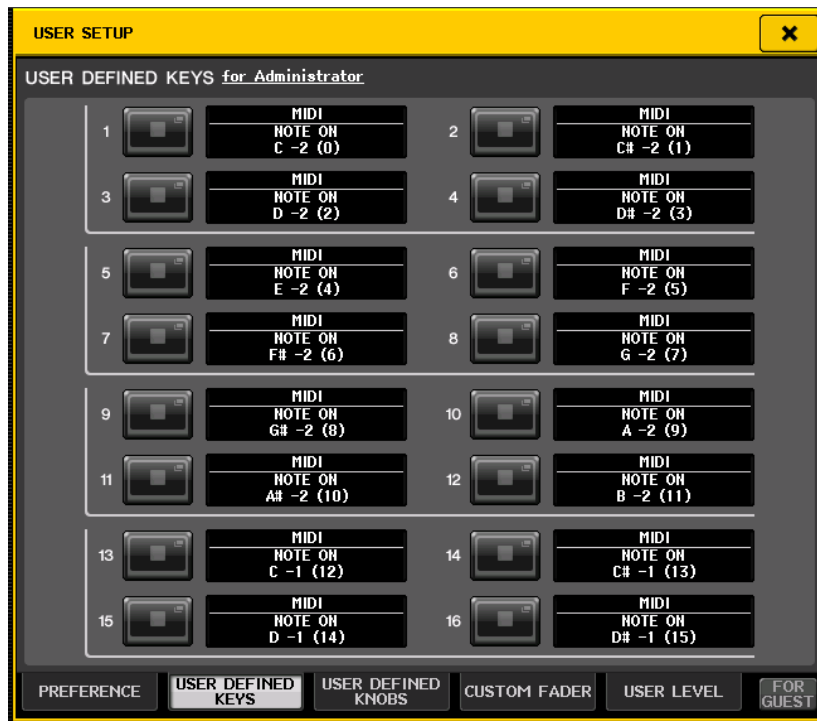 USER SETUP
USER DEFINED KEYS for Administrator
1
MIDI
NOTE ON
C -2 (0)
2
MIDI
NOTE ON
C# -2 (1)
3
MIDI
NOTE ON
D -2 (2)
4
MIDI
NOTE ON
D# -2 (3)
5
MIDI
NOTE ON
E -2 (4)
6
MIDI
NOTE ON
F -2 (5)
7
MIDI
NOTE ON
F# -2 (6)
8
MIDI
NOTE ON
G -2 (7)
9
MIDI
NOTE ON
G# -2 (8)
10
MIDI
NOTE ON
A -2 (9)
11
MIDI
NOTE ON
A# -2 (10)
12
MIDI
NOTE ON
B -2 (11)
13
MIDI
NOTE ON
C -1 (12)
14
MIDI
NOTE ON
C# -1 (13)
15
MIDI
NOTE ON
D -1 (14)
16
MIDI
NOTE ON
D# -1 (15)
PREFERENCE
USER DEFINED
KEYS
USER DEFINED
KNOBS
CUSTOM FADER
USER LEVEL
FOR
GUEST